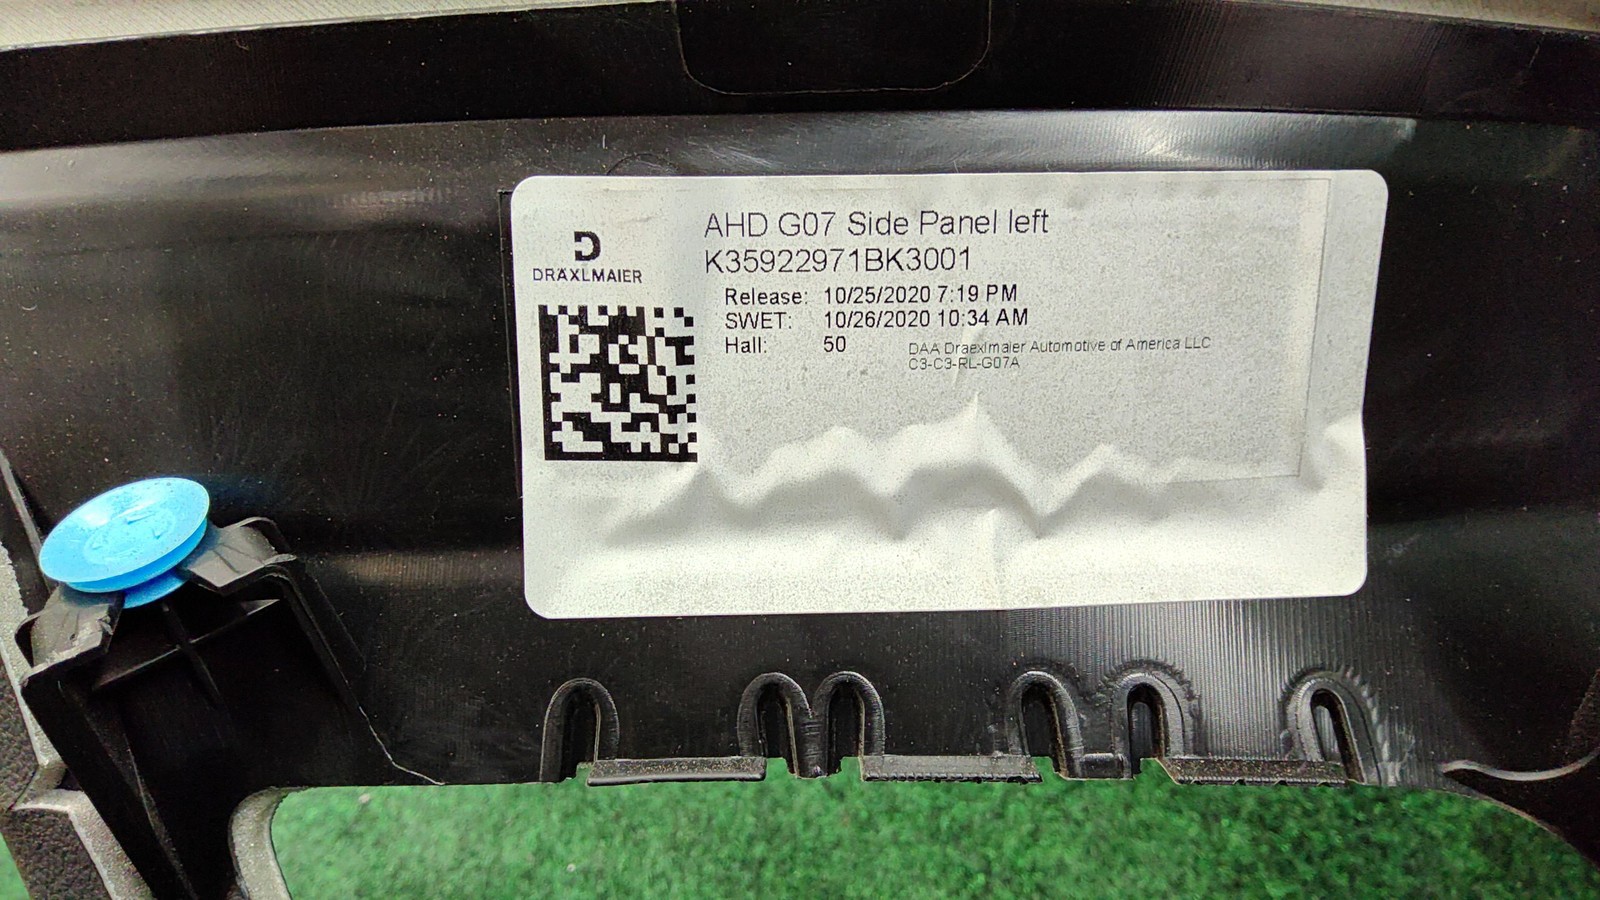 AHD G07 Side Panel left
K35922971BK3001
DRÄXLMAIER
Release: 10/25/2020 7:19 PM
SWET: 10/26/2020 10:34 AM
Hall: 50
DAA Draexlmaier Automotive of America LLC
C3-C3-RL-G07A